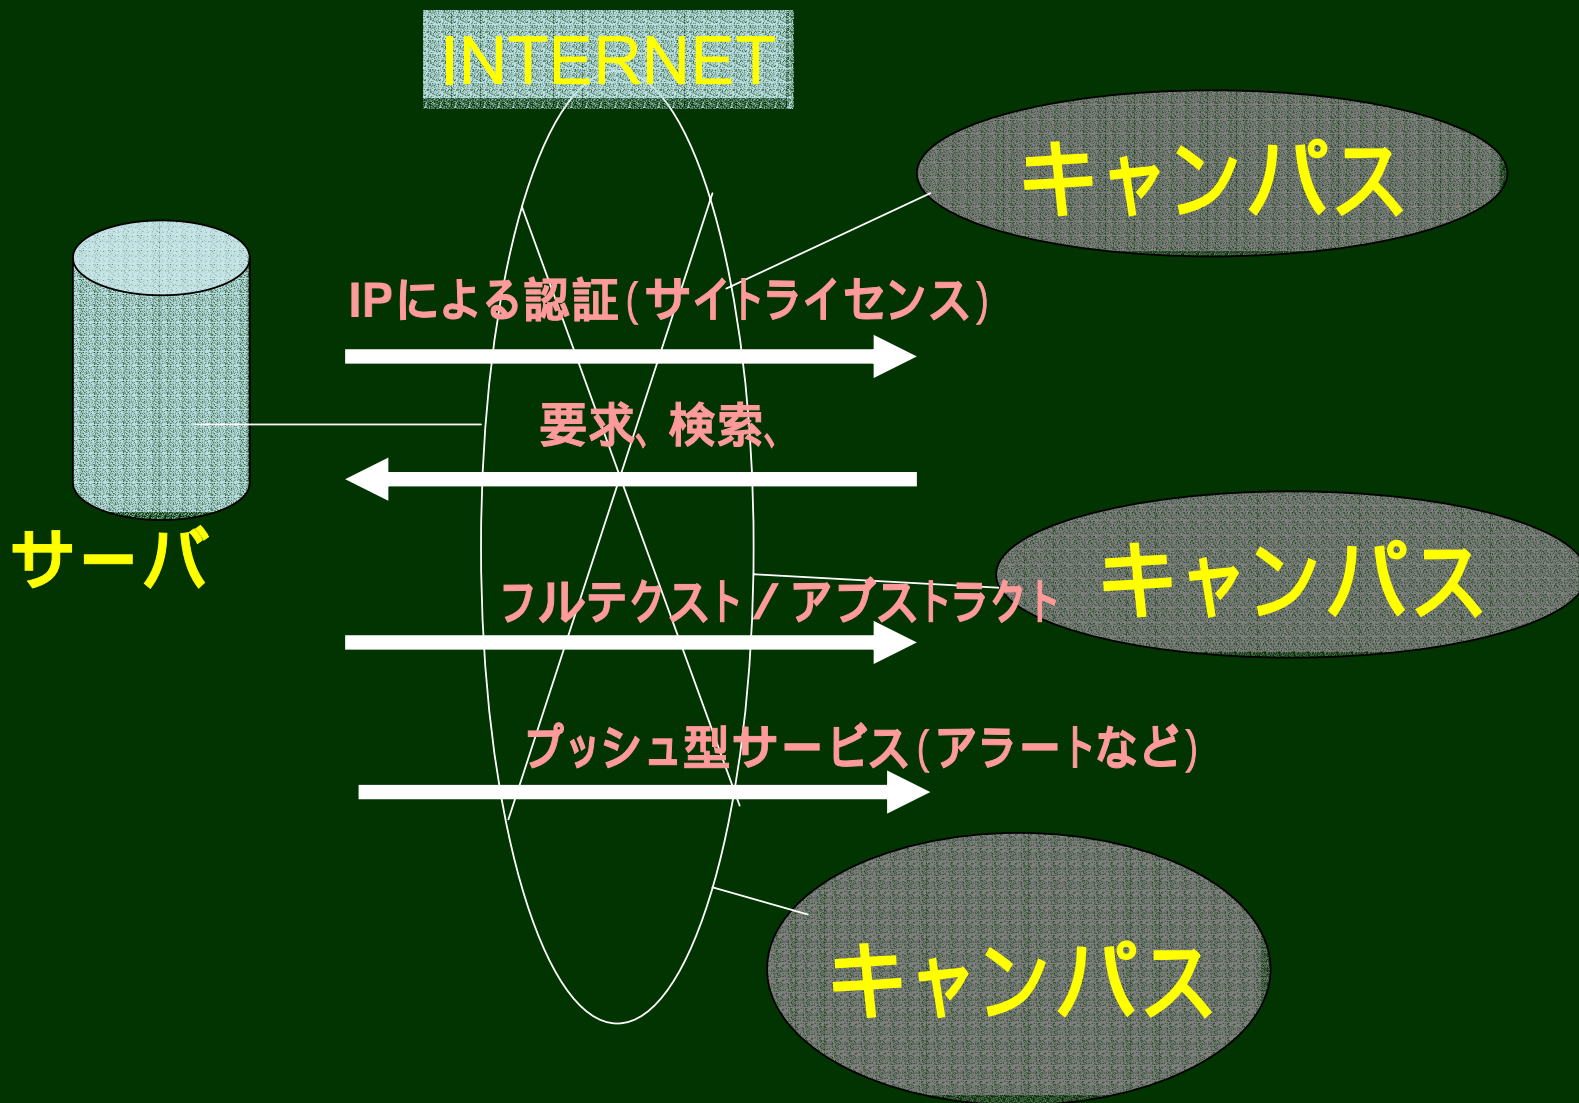 INTERNET
キャンパス
IPによる認証(サイトライセンス)
要求、検索、
サーバ
キャンパス
フルテクスト／アブストラクト
プッシュ型サービス(アラートなど)
キャンパス